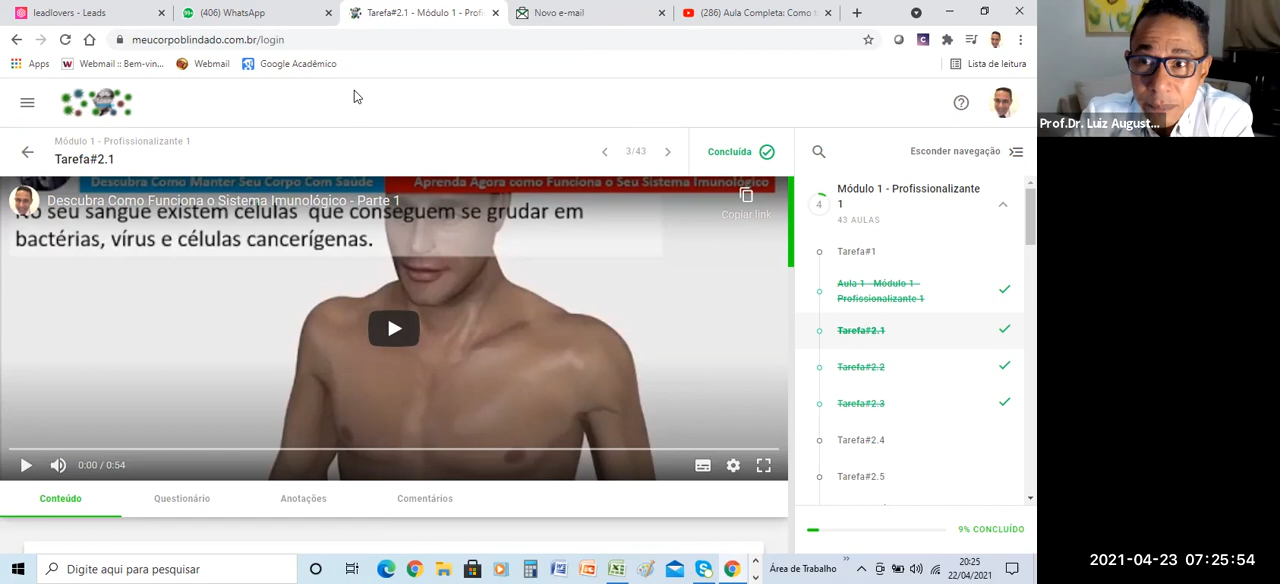 leadlovers - Leads
(406) WhatsApp
Tarefa#2.1 - Módulo 1 - Profi
Novo e-mail
(286) Aula Completa: Como
meucorpoblindado.com.br/login
Apps
Webmail :: Bem-vin...
Webmail
Google Acadêmico
Lista de leitura
Módulo 1 - Profissionalizante 1
Tarefa#2.1
3/43
Concluída
Esconder navegação
Descubra Como Manter Seu Corpo Com Saúde
Aprenda Agora como Funciona o Seu Sistema Imunológico
Descubra Como Funciona o Sistema Imunológico - Parte 1
No seu sangue existem células que conseguem se grudar em
bactérias, vírus e células cancerígenas.
Copiar link
0:00 / 0:54
Conteúdo
Questionário
Anotações
Comentários
4
Módulo 1 - Profissionalizante
1
43 AULAS
Tarefa#1
Aula 1 - Módulo 1 -
Profissionalizante 1
Tarefa#2.1
Tarefa#2.2
Tarefa#2.3
Tarefa#2.4
Tarefa#2.5
9% CONCLUÍDO
Prof.Dr. Luiz August...
Digite aqui para pesquisar
Área de Trabalho
20:25
22/04/2021
2021-04-23 07:25:54